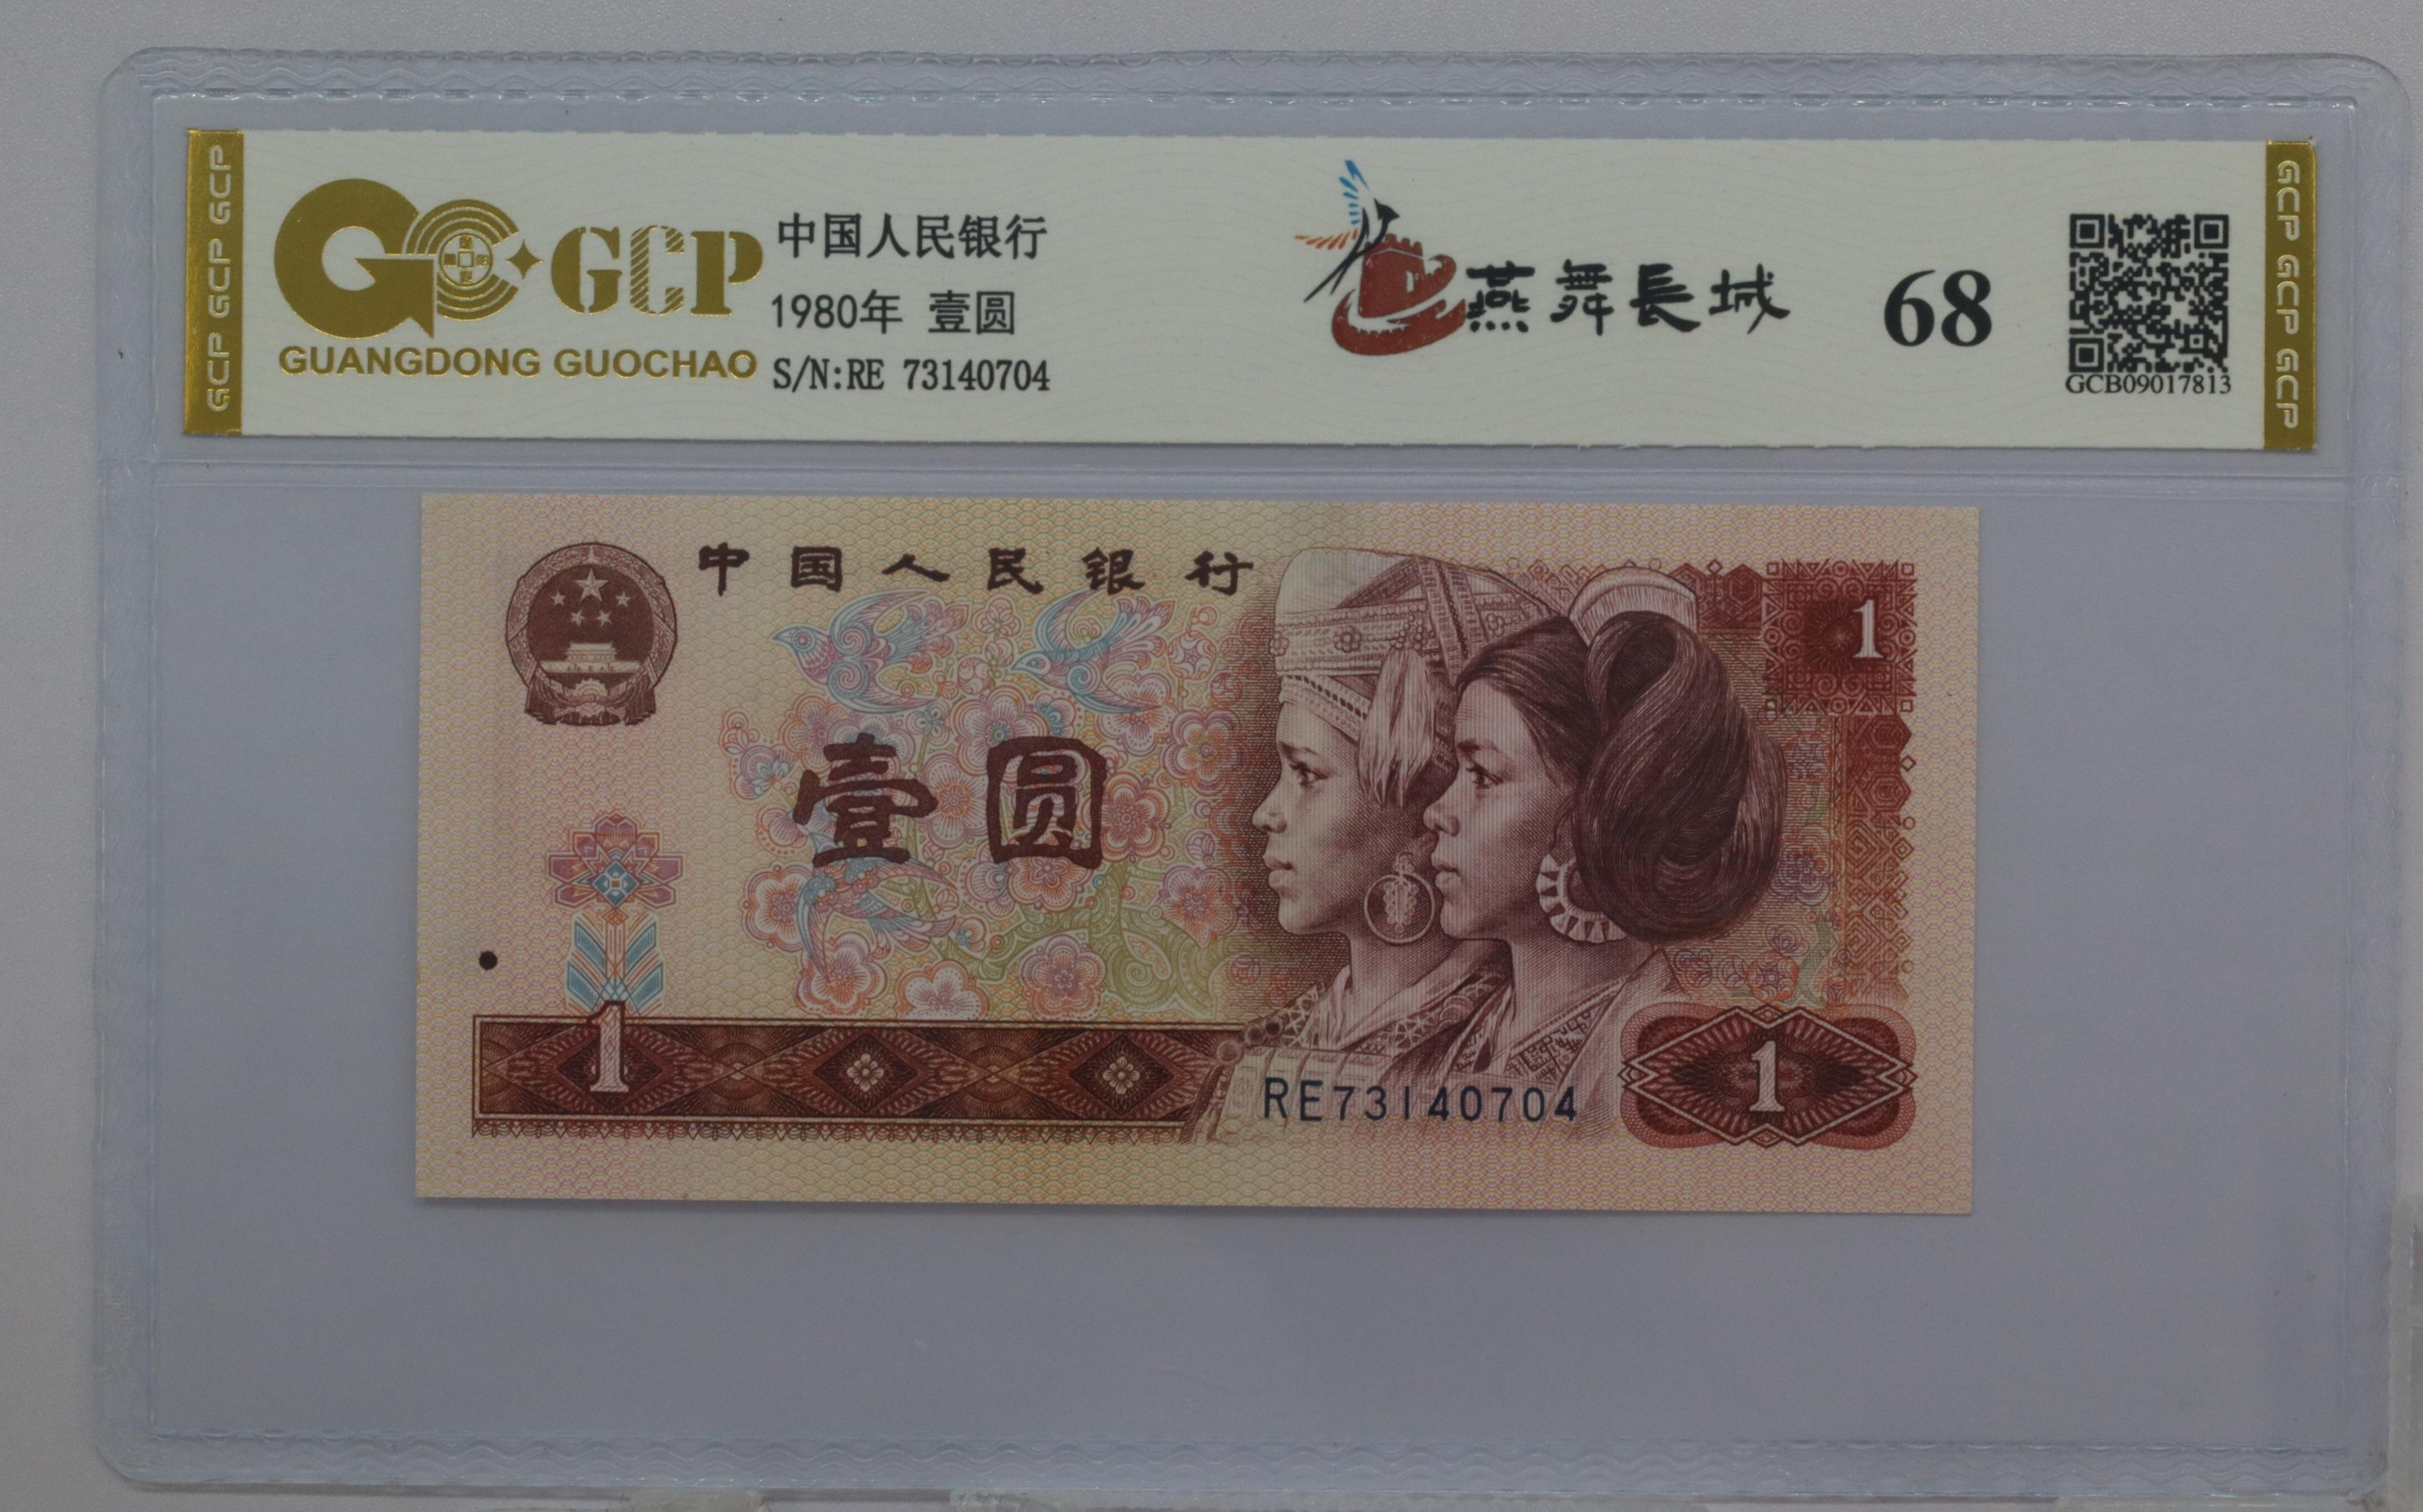 GCP GCP GCP
GCP
中国人民银行
1980年 壹圆
GUANGDONG GUOCHAO
S/N:RE 73140704
燕舞長城
68
GCB09017813
GCP GCP GCP
中国人民银行
1
壹圆
1
RE73140704
1